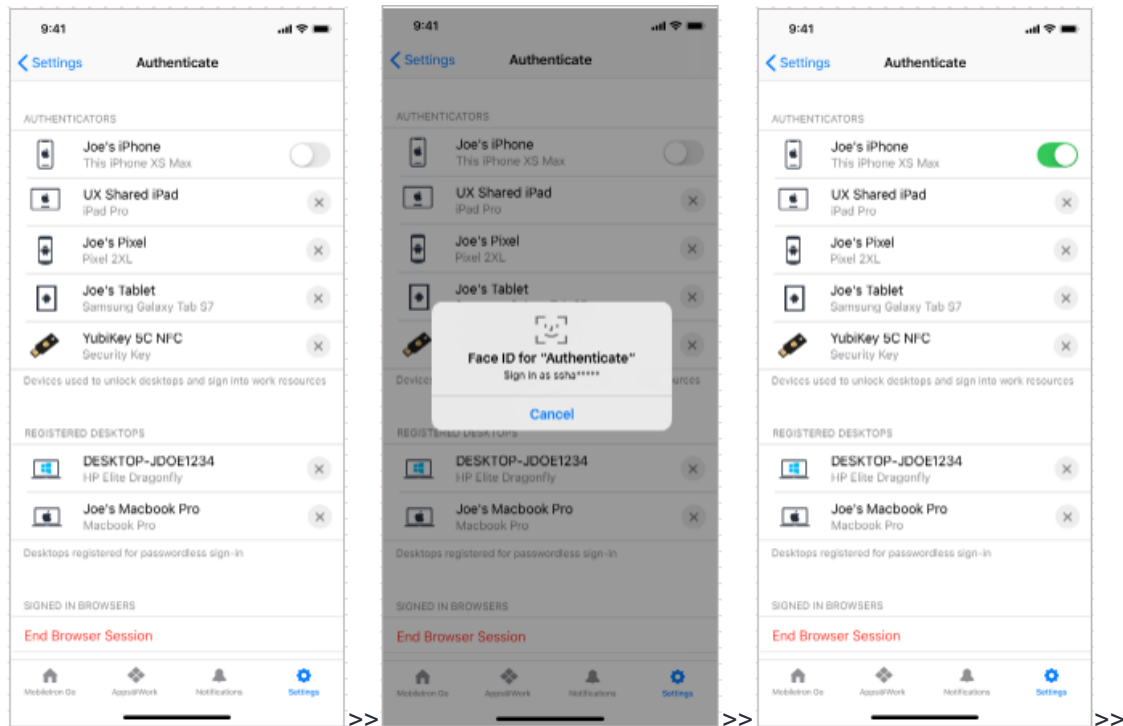 9:41
Settings
Authenticate
AUTHENTICATORS
Joe's iPhone
This iPhone XS Max
UX Shared iPad
iPad Pro
Joe's Pixel
Pixel 2XL
Joe's Tablet
Samsung Galaxy Tab S7
YubiKey 5C NFC
Security Key
Devices used to unlock desktops and sign into work resources
REGISTERED DESKTOPS
DESKTOP-JDOE1234
HP Elite Dragonfly
Joe's Macbook Pro
Macbook Pro
Desktops registered for passwordless sign-in
SIGNED IN BROWSERS
End Browser Session
MobileIron Go
Apps@Work
Notifications
Settings
>>
9:41
Settings
Authenticate
AUTHENTICATORS
Joe's iPhone
This iPhone XS Max
UX Shared iPad
iPad Pro
Joe's Pixel
Pixel 2XL
Joe's Tablet
Face ID for "Authenticate"
Sign in as ssha*****
Cancel
REGISTERED DESKTOPS
DESKTOP-JDOE1234
HP Elite Dragonfly
Joe's Macbook Pro
Macbook Pro
Desktops registered for passwordless sign-in
SIGNED IN BROWSERS
End Browser Session
MobileIron Go
Apps@Work
Notifications
Settings
>>
9:41
Settings
Authenticate
AUTHENTICATORS
Joe's iPhone
This iPhone XS Max
UX Shared iPad
iPad Pro
Joe's Pixel
Pixel 2XL
Joe's Tablet
Samsung Galaxy Tab S7
YubiKey 5C NFC
Security Key
Devices used to unlock desktops and sign into work resources
REGISTERED DESKTOPS
DESKTOP-JDOE1234
HP Elite Dragonfly
Joe's Macbook Pro
Macbook Pro
Desktops registered for passwordless sign-in
SIGNED IN BROWSERS
End Browser Session
MobileIron Go
Apps@Work
Notifications
Settings
>>